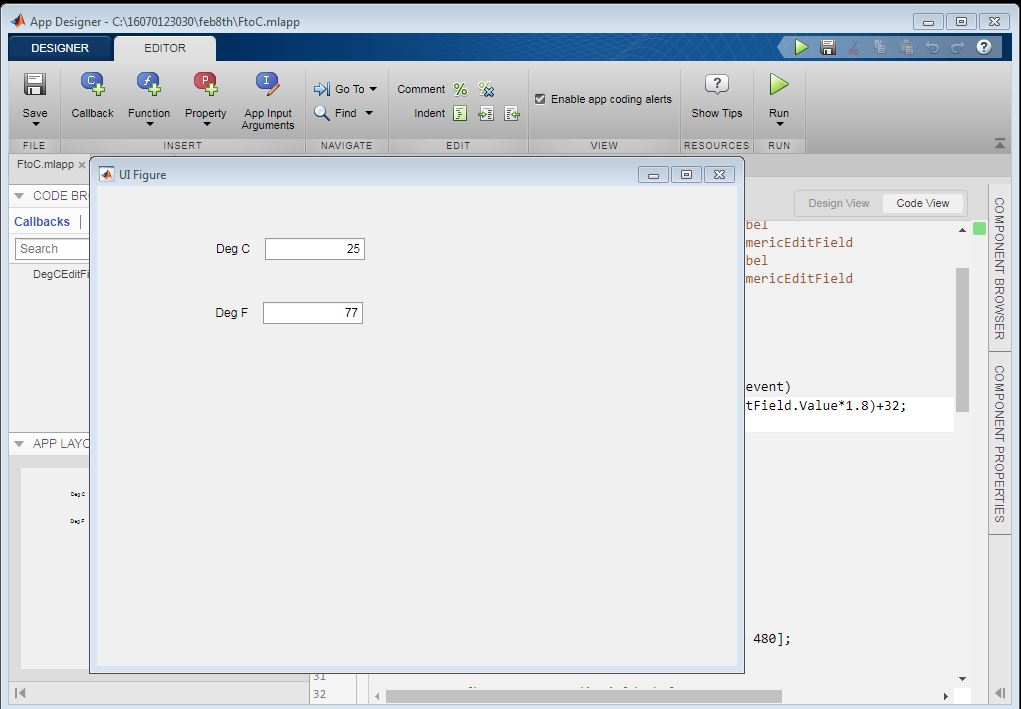 App Designer - C:\16070123030\feb8th\FtoC.mlapp
DESIGNER EDITOR
Save Callback Function Property App Input Arguments
Go To
Find
Comment
Indent
Enable app coding alerts
Show Tips
Run
FILE INSERT NAVIGATE EDIT VIEW RESOURCES RUN
FtoC.mlapp
UI Figure
CODE BR
Callbacks
Search
DegCEditFi
APP LAYO
Deg C
Deg F
Deg C 25
Deg F 77
Design View Code View
bel
mericEditField
bel
mericEditField
event)
tField.Value*1.8)+32;
480];
31
32
COMPONENT BROWSER
COMPONENT PROPERTIES